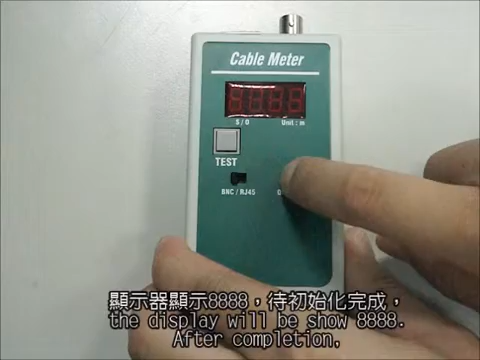 Cable Meter
8888
S / O Unit : m
TEST
BNC / RJ45
顯示器顯示8888，待初始化完成，
the display will be show 8888.
After completion,